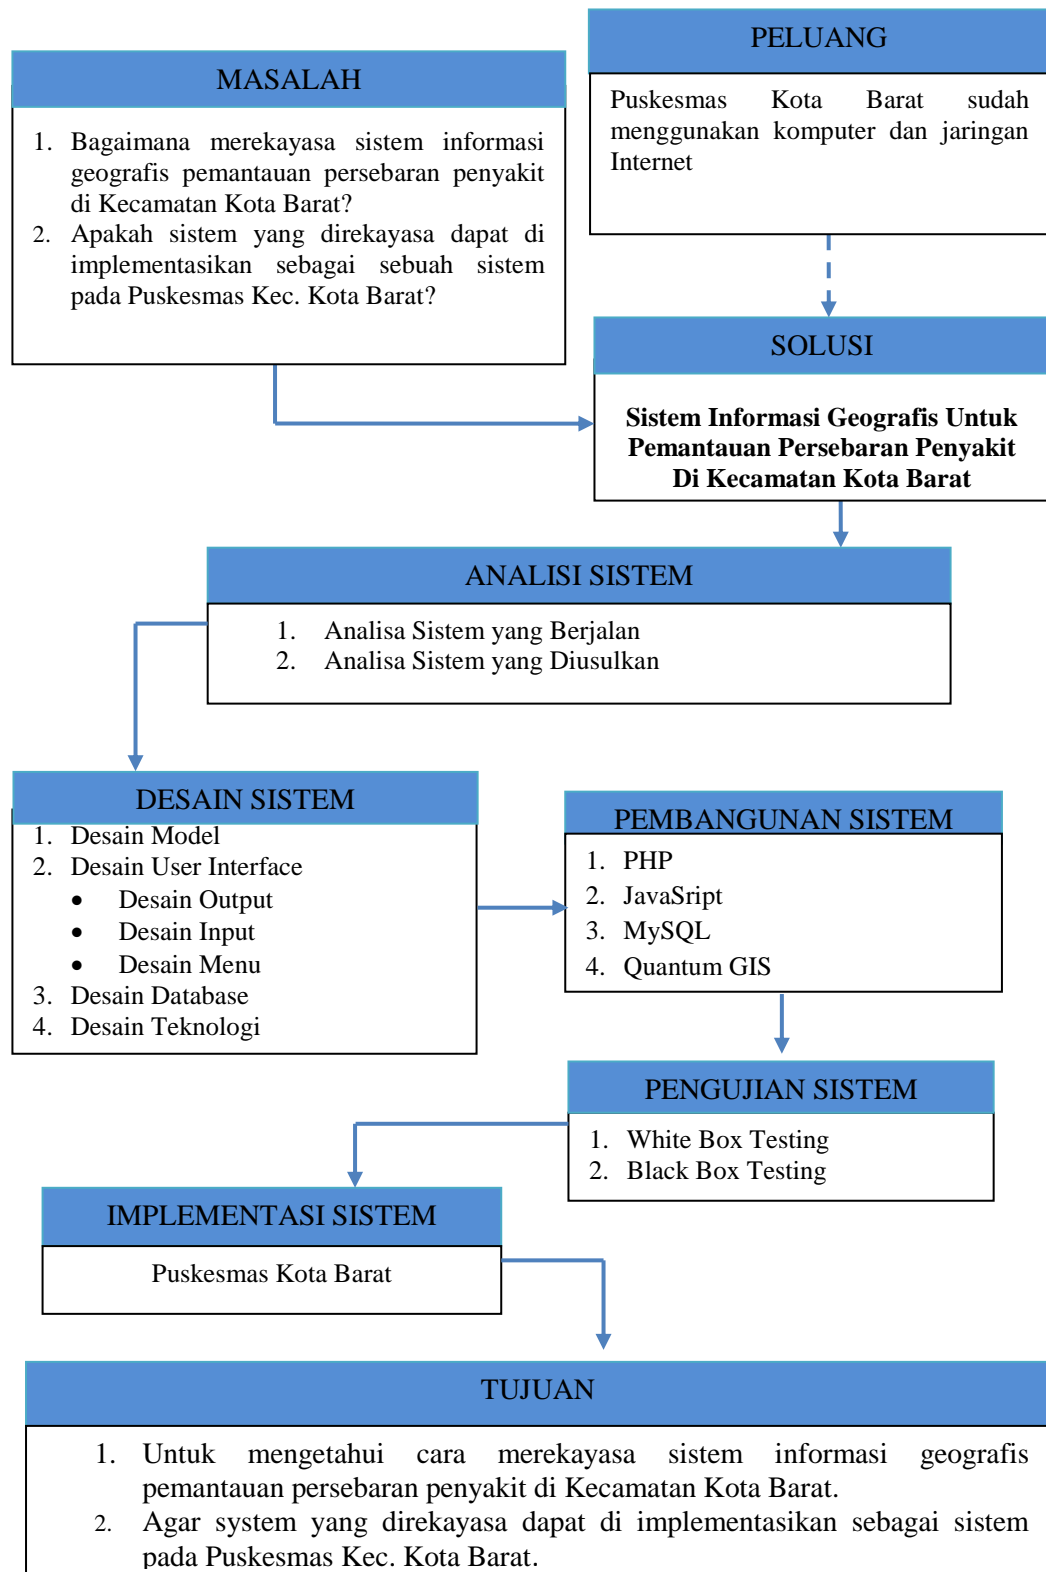 MASALAH
1. Bagaimana merekayasa sistem informasi
geografis pemantauan persebaran penyakit
di Kecamatan Kota Barat?
2. Apakah sistem yang direkayasa dapat di
implementasikan sebagai sebuah sistem
pada Puskesmas Kec. Kota Barat?
PELUANG
Puskesmas Kota Barat sudah
menggunakan komputer dan jaringan
Internet
SOLUSI
Sistem Informasi Geografis Untuk
Pemantauan Persebaran Penyakit
Di Kecamatan Kota Barat
ANALISI SISTEM
1. Analisa Sistem yang Berjalan
2. Analisa Sistem yang Diusulkan
DESAIN SISTEM
1. Desain Model
2. Desain User Interface
• Desain Output
• Desain Input
• Desain Menu
3. Desain Database
4. Desain Teknologi
PEMBANGUNAN SISTEM
1. PHP
2. JavaSript
3. MySQL
4. Quantum GIS
PENGUJIAN SISTEM
1. White Box Testing
2. Black Box Testing
IMPLEMENTASI SISTEM
Puskesmas Kota Barat
TUJUAN
1. Untuk mengetahui cara merekayasa sistem informasi geografis
pemantauan persebaran penyakit di Kecamatan Kota Barat.
2. Agar system yang direkayasa dapat di implementasikan sebagai sistem
pada Puskesmas Kec. Kota Barat.